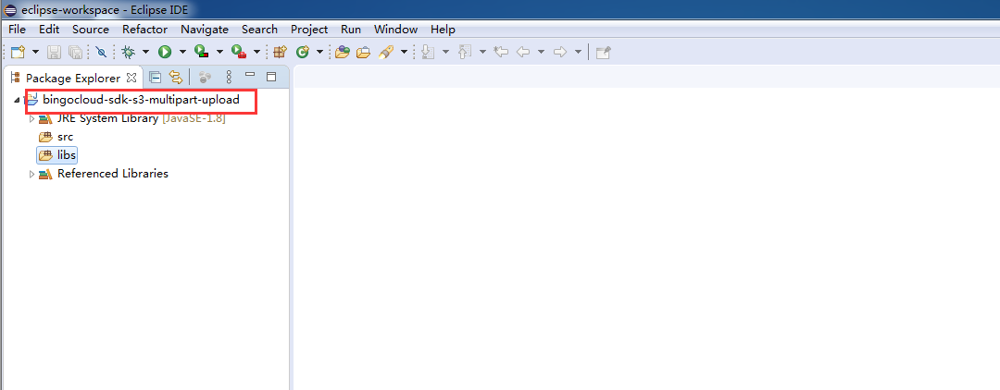 eclipse-workspace - Eclipse IDE
File Edit Source Refactor Navigate Search Project Run Window Help
Package Explorer
bingocloud-sdk-s3-multipart-upload
JRE System Library [JavaSE-1.8]
src
libs
Referenced Libraries